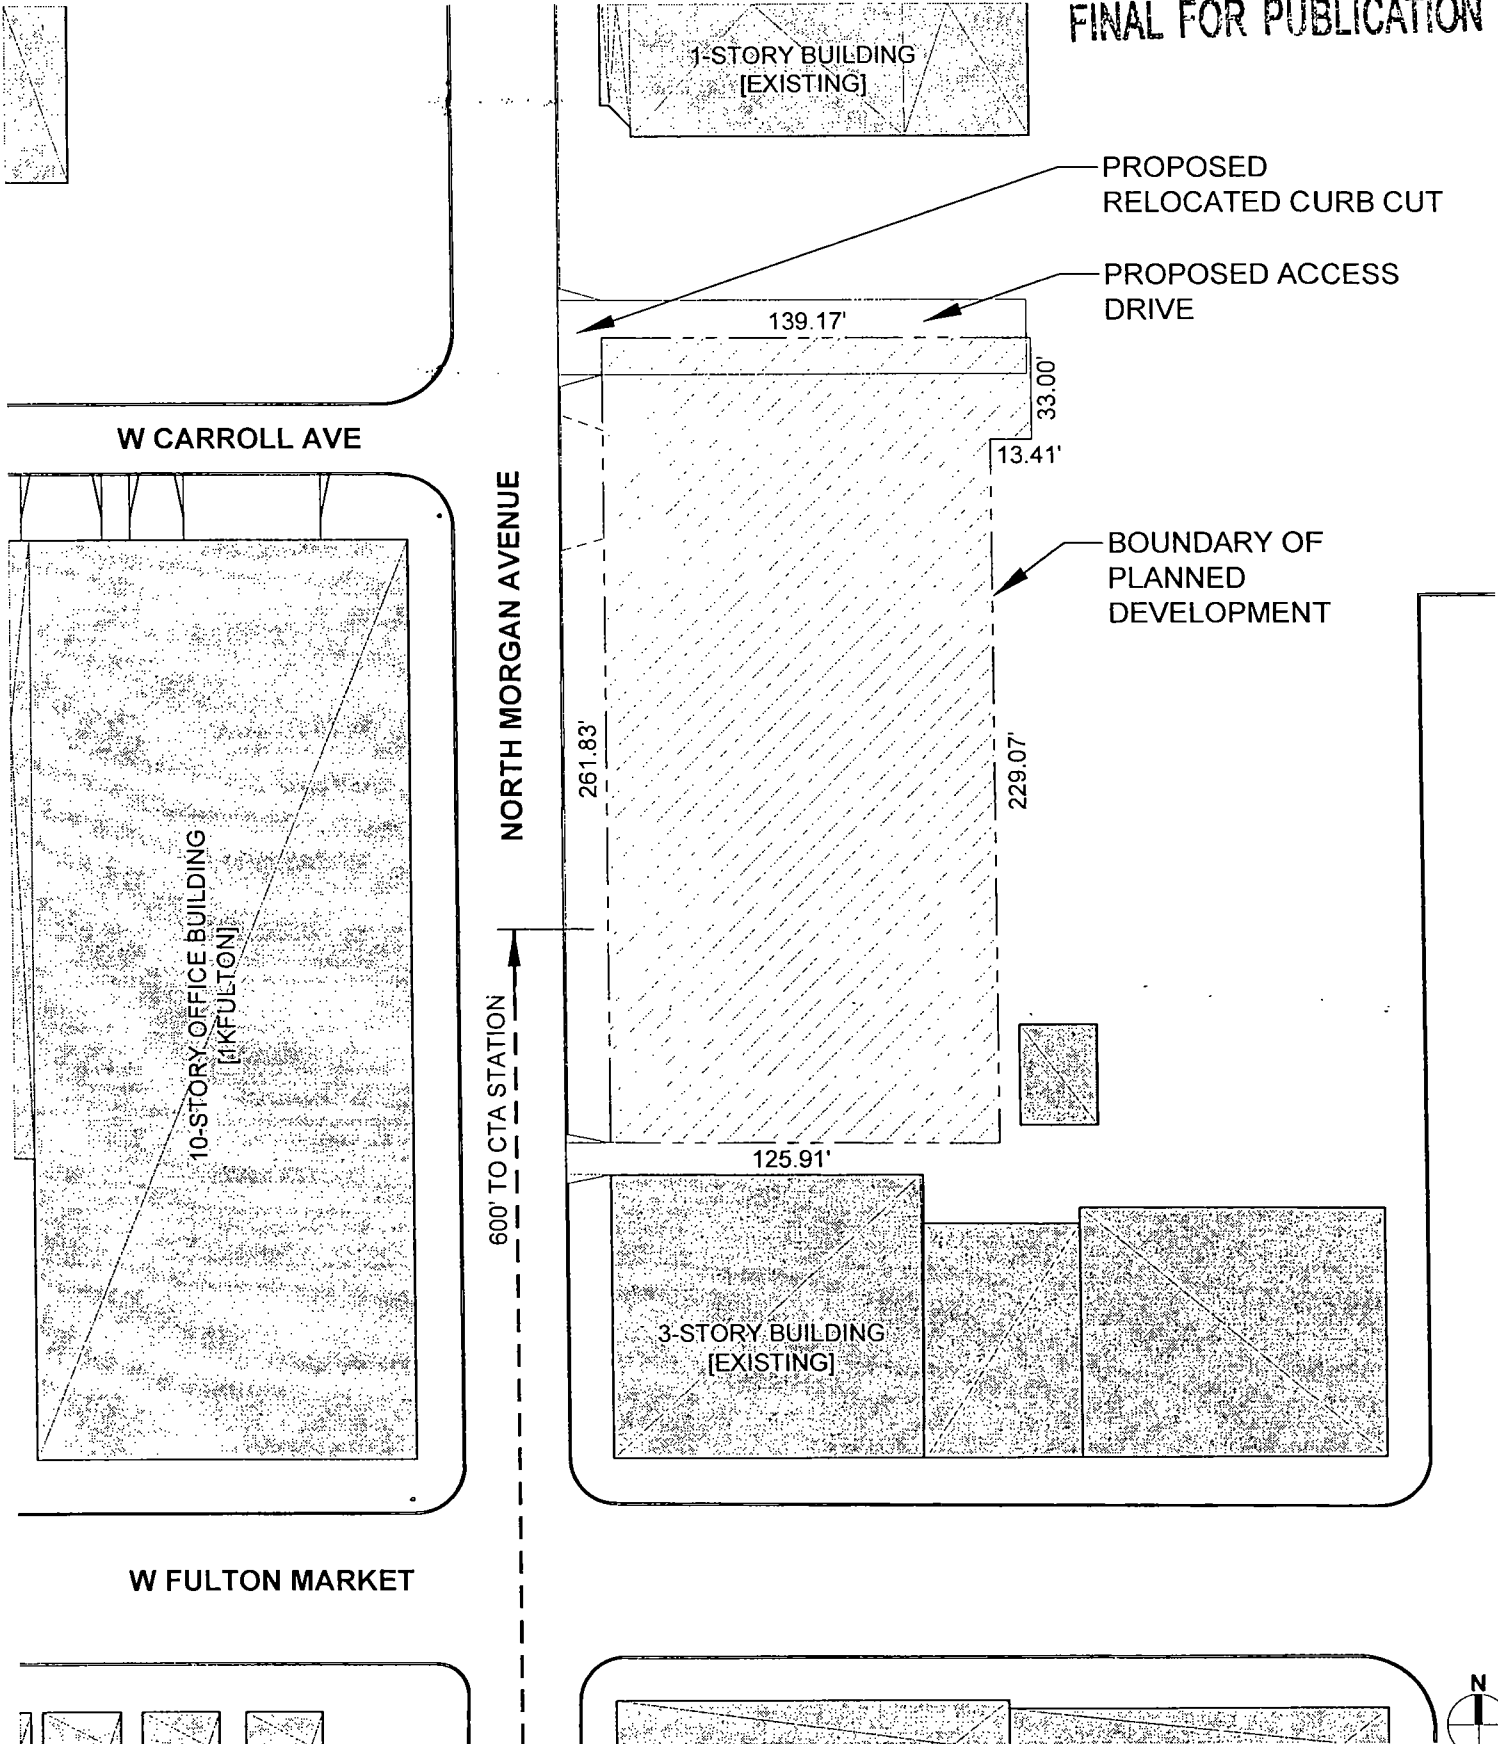 FINAL FOR PUBLICATION
1-STORY BUILDING
[EXISTING]
PROPOSED
RELOCATED CURB CUT
PROPOSED ACCESS
DRIVE
139.17'
33.00'
13.41'
W CARROLL AVE
NORTH MORGAN AVENUE
BOUNDARY OF
PLANNED
DEVELOPMENT
261.83'
229.07'
10-STORY OFFICE BUILDING
[1KFULTON]
600' TO CTA STATION
125.91'
3-STORY BUILDING
[EXISTING]
W FULTON MARKET
N